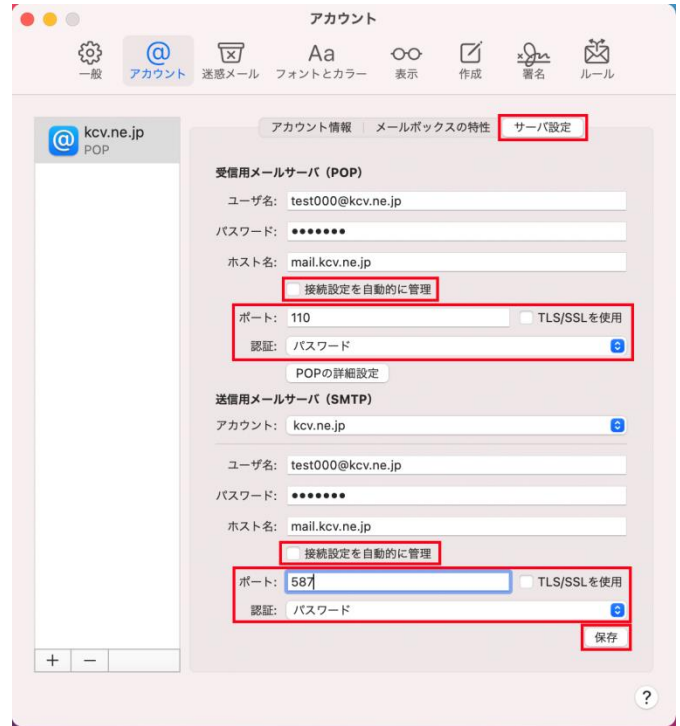 アカウント
一般 アカウント 迷惑メール Aa フォントとカラー 表示 作成 署名 ルール
kcv.ne.jp
POP
アカウント情報 メールボックスの特性 サーバ設定
受信用メールサーバ（POP）
ユーザ名: test000@kcv.ne.jp
パスワード: •••••••
ホスト名: mail.kcv.ne.jp
接続設定を自動的に管理
ポート: 110 TLS/SSLを使用
認証: パスワード
POPの詳細設定
送信用メールサーバ（SMTP）
アカウント: kcv.ne.jp
ユーザ名: test000@kcv.ne.jp
パスワード: •••••••
ホスト名: mail.kcv.ne.jp
接続設定を自動的に管理
ポート: 587 TLS/SSLを使用
認証: パスワード
保存
+ −
?